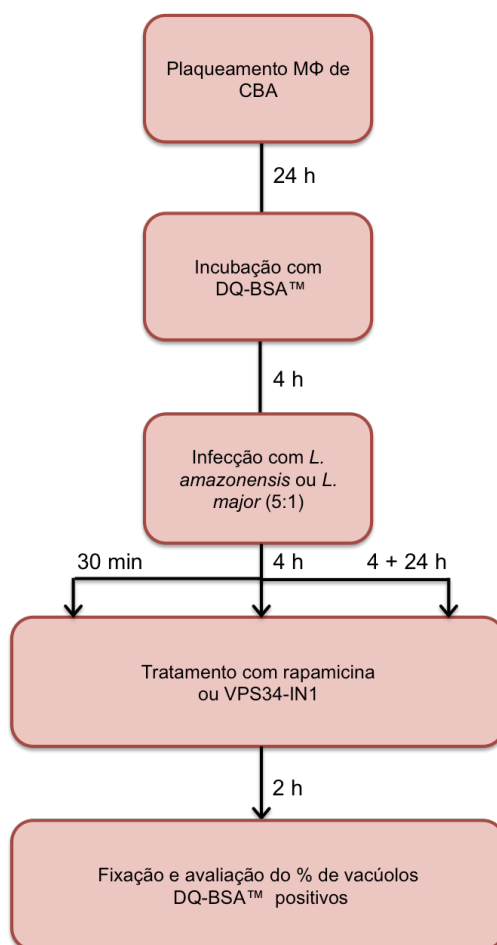 Plaqueamento MΦ de
CBA
24 h
Incubação com
DQ-BSA™
4 h
Infecção com L.
amazonensis ou L.
major (5:1)
30 min
4 h
4 + 24 h
Tratamento com rapamicina
ou VPS34-IN1
2 h
Fixação e avaliação do % de vacúolos
DQ-BSA™ positivos